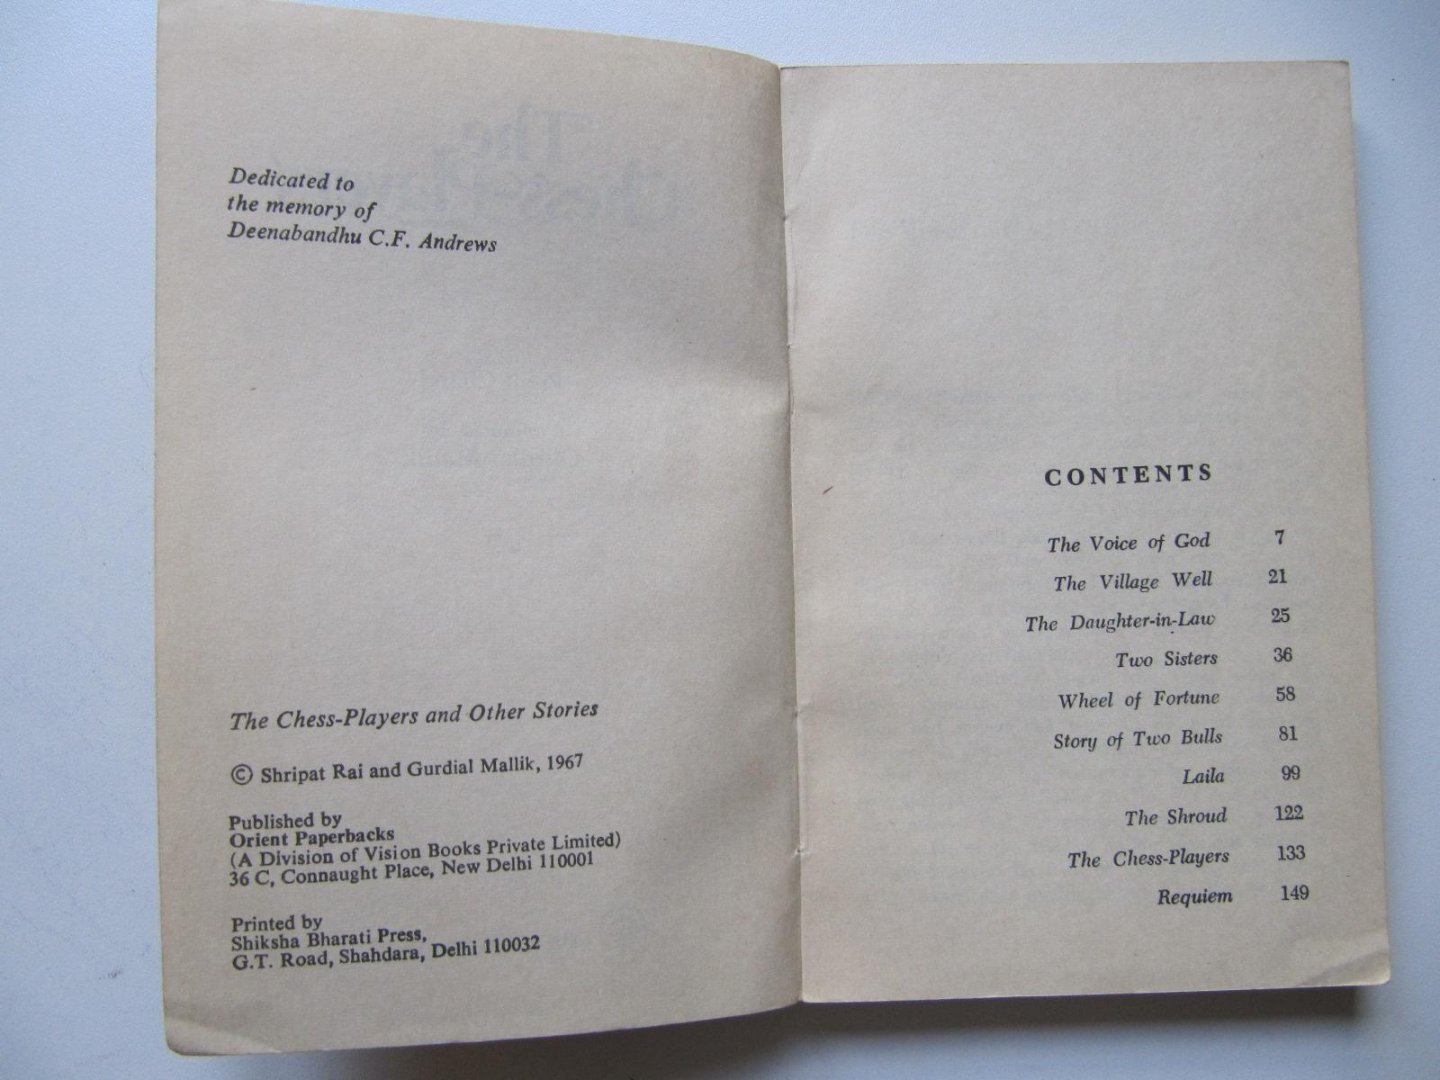 Dedicated to
the memory of
Deenabandhu C.F. Andrews
The Chess-Players and Other Stories
© Shripat Rai and Gurdial Mallik, 1967
Published by
Orient Paperbacks
(A Division of Vision Books Private Limited)
36 C, Connaught Place, New Delhi 110001
Printed by
Shiksha Bharati Press,
G.T. Road, Shahdara, Delhi 110032
CONTENTS
The Voice of God 7
The Village Well 21
The Daughter-in-Law 25
Two Sisters 36
Wheel of Fortune 58
Story of Two Bulls 81
Laila 99
The Shroud 122
The Chess-Players 133
Requiem 149